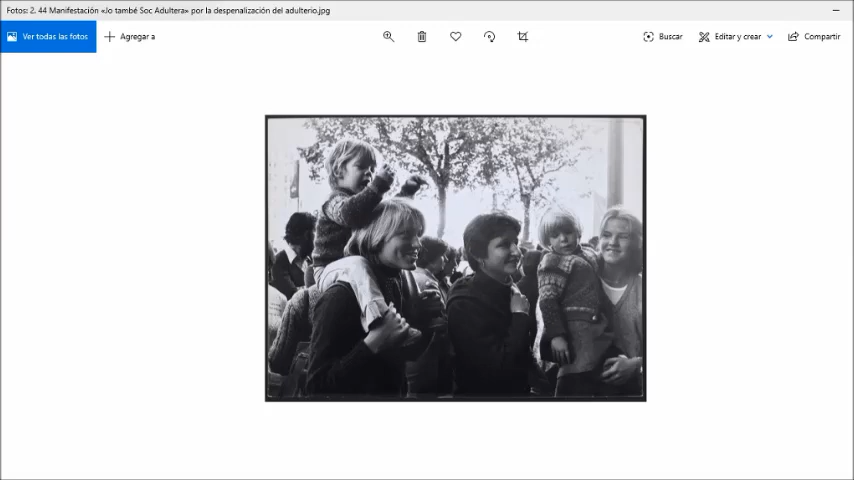 Fotos: 2. 44 Manifestación «Jo també Soc Adultera» por la despenalización del adulterio.jpg
Ver todas las fotos
Agregar a
Buscar
Editar y crear
Compartir